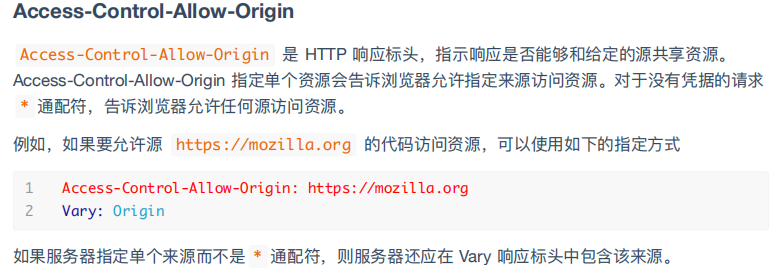 Access-Control-Allow-Origin
Access-Control-Allow-Origin 是 HTTP 响应标头，指示响应是否能够和给定的源共享资源。
Access-Control-Allow-Origin 指定单个资源会告诉浏览器允许指定来源访问资源。对于没有凭据的请求
* 通配符，告诉浏览器允许任何源访问资源。
例如，如果要允许源 https://mozilla.org 的代码访问资源，可以使用如下的指定方式
1 Access-Control-Allow-Origin: https://mozilla.org
2 Vary: Origin
如果服务器指定单个来源而不是 * 通配符，则服务器还应在 Vary 响应标头中包含该来源。